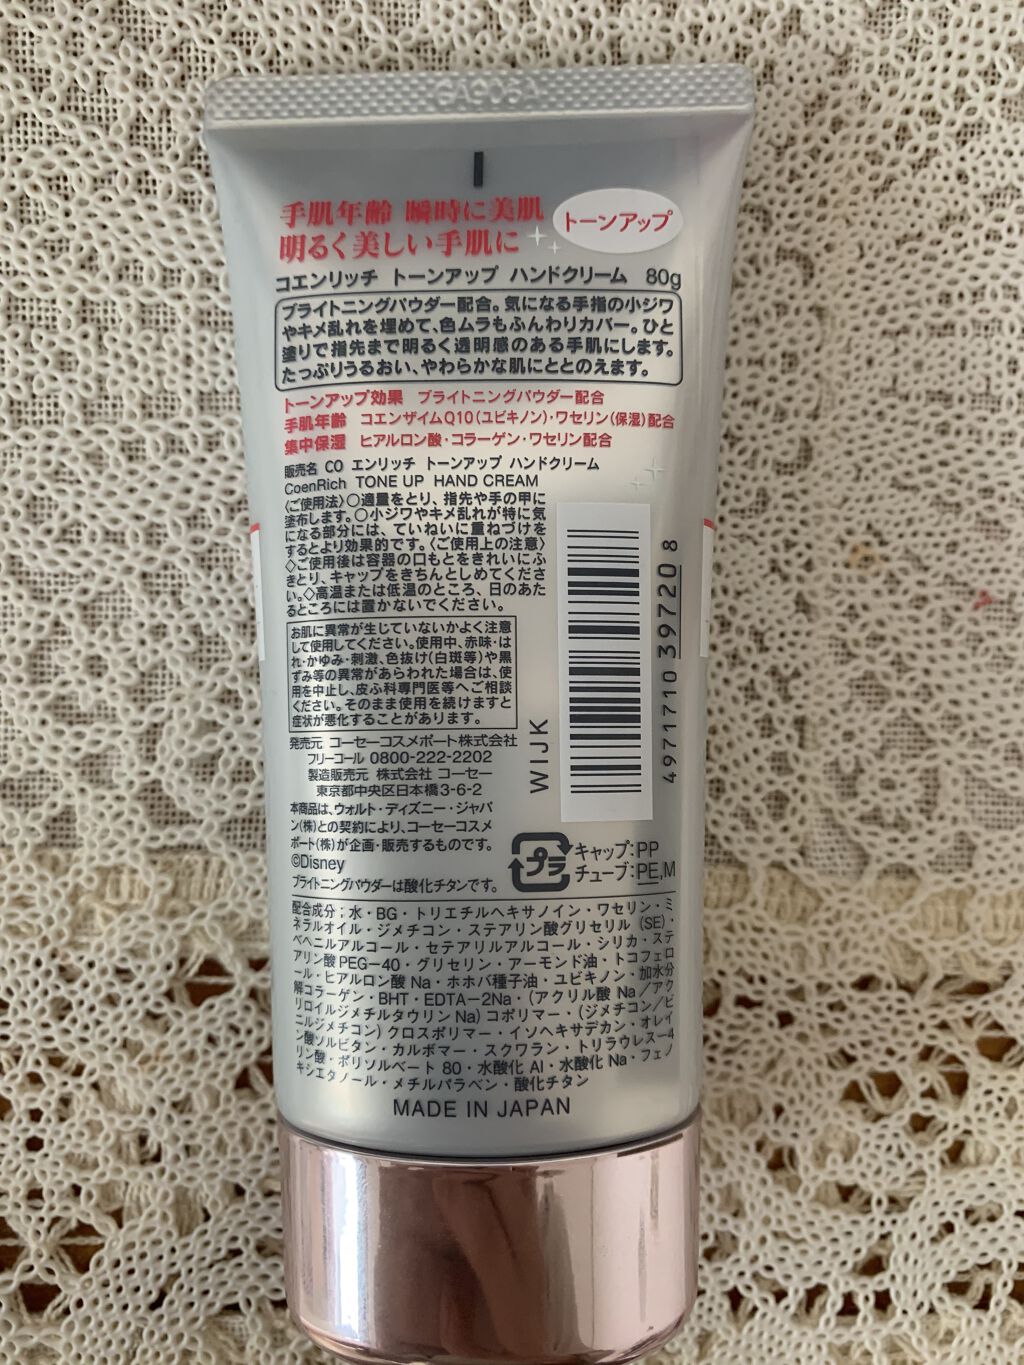 手肌年齢 瞬時に美肌
明るく美しい手肌に
トーンアップ
コエンリッチ トーンアップ ハンドクリーム 80g
ブライトニングパウダー配合。気になる手指の小ジワ
やキメ乱れを埋めて、色ムラもふんわりカバー。ひと
塗りで指先まで明るく透明感のある手肌にします。
たっぷりうるおい、やわらかな肌にととのえます。
トーンアップ効果 ブライトニングパウダー配合
手肌年齢 コエンザイムQ10(ユビキノン)・ワセリン(保湿)配合
集中保湿 ヒアルロン酸・コラーゲン・ワセリン配合
販売名 CO エンリッチ トーンアップ ハンドクリーム
CoenRich TONE UP HAND CREAM
〈ご使用法〉○適量をとり、指先や手の甲に
塗布します。○小ジワやキメ乱れが特に気
になる部分には、ていねいに重ねづけを
するとより効果的です。〈ご使用上の注意〉
◇ご使用後は容器の口もとをきれいにふ
きとり、キャップをきちんとしめてくださ
い。◇高温または低温のところ、日のあた
るところには置かないでください。
お肌に異常が生じていないかよく注意
して使用してください。使用中、赤味・は
れ・かゆみ・刺激、色抜け(白斑等)や黒
ずみ等の異常があらわれた場合は、使
用を中止し、皮ふ科専門医等へご相談
ください。そのまま使用を続けますと
症状が悪化することがあります。
発売元 コーセーコスメポート株式会社
フリーコール 0800-222-2202
製造販売元 株式会社 コーセー
東京都中央区日本橋3-6-2
本商品は、ウォルト・ディズニー・ジャパ
ン(株)との契約により、コーセーコスメ
ポート(株)が企画・販売するものです。
©Disney
ブライトニングパウダーは酸化チタンです。
WIJK
4971710 397208
プラ
キャップ:PP
チューブ:PE,M
配合成分；水・BG・トリエチルヘキサノイン・ワセリン・ミ
ネラルオイル・ジメチコン・ステアリン酸グリセリル (SE)・
ベヘニルアルコール・セテアリルアルコール・シリカ・ステ
アリン酸PEG－40・グリセリン・アーモンド油・トコフェロ
ール・ヒアルロン酸 Na・ホホバ種子油・ユビキノン・加水分
解コラーゲン・BHT・EDTA－2Na・(アクリル酸 Na／アク
リロイルジメチルタウリン Na) コポリマー・(ジメチコン／ビ
ニルジメチコン) クロスポリマー・イソヘキサデカン・オレイ
ン酸ソルビタン・カルボマー・スクワラン・トリラウレス－4
リン酸・ポリソルベート 80・水酸化 Al・水酸化 Na・フェノ
キシエタノール・メチルパラベン・酸化チタン
MADE IN JAPAN